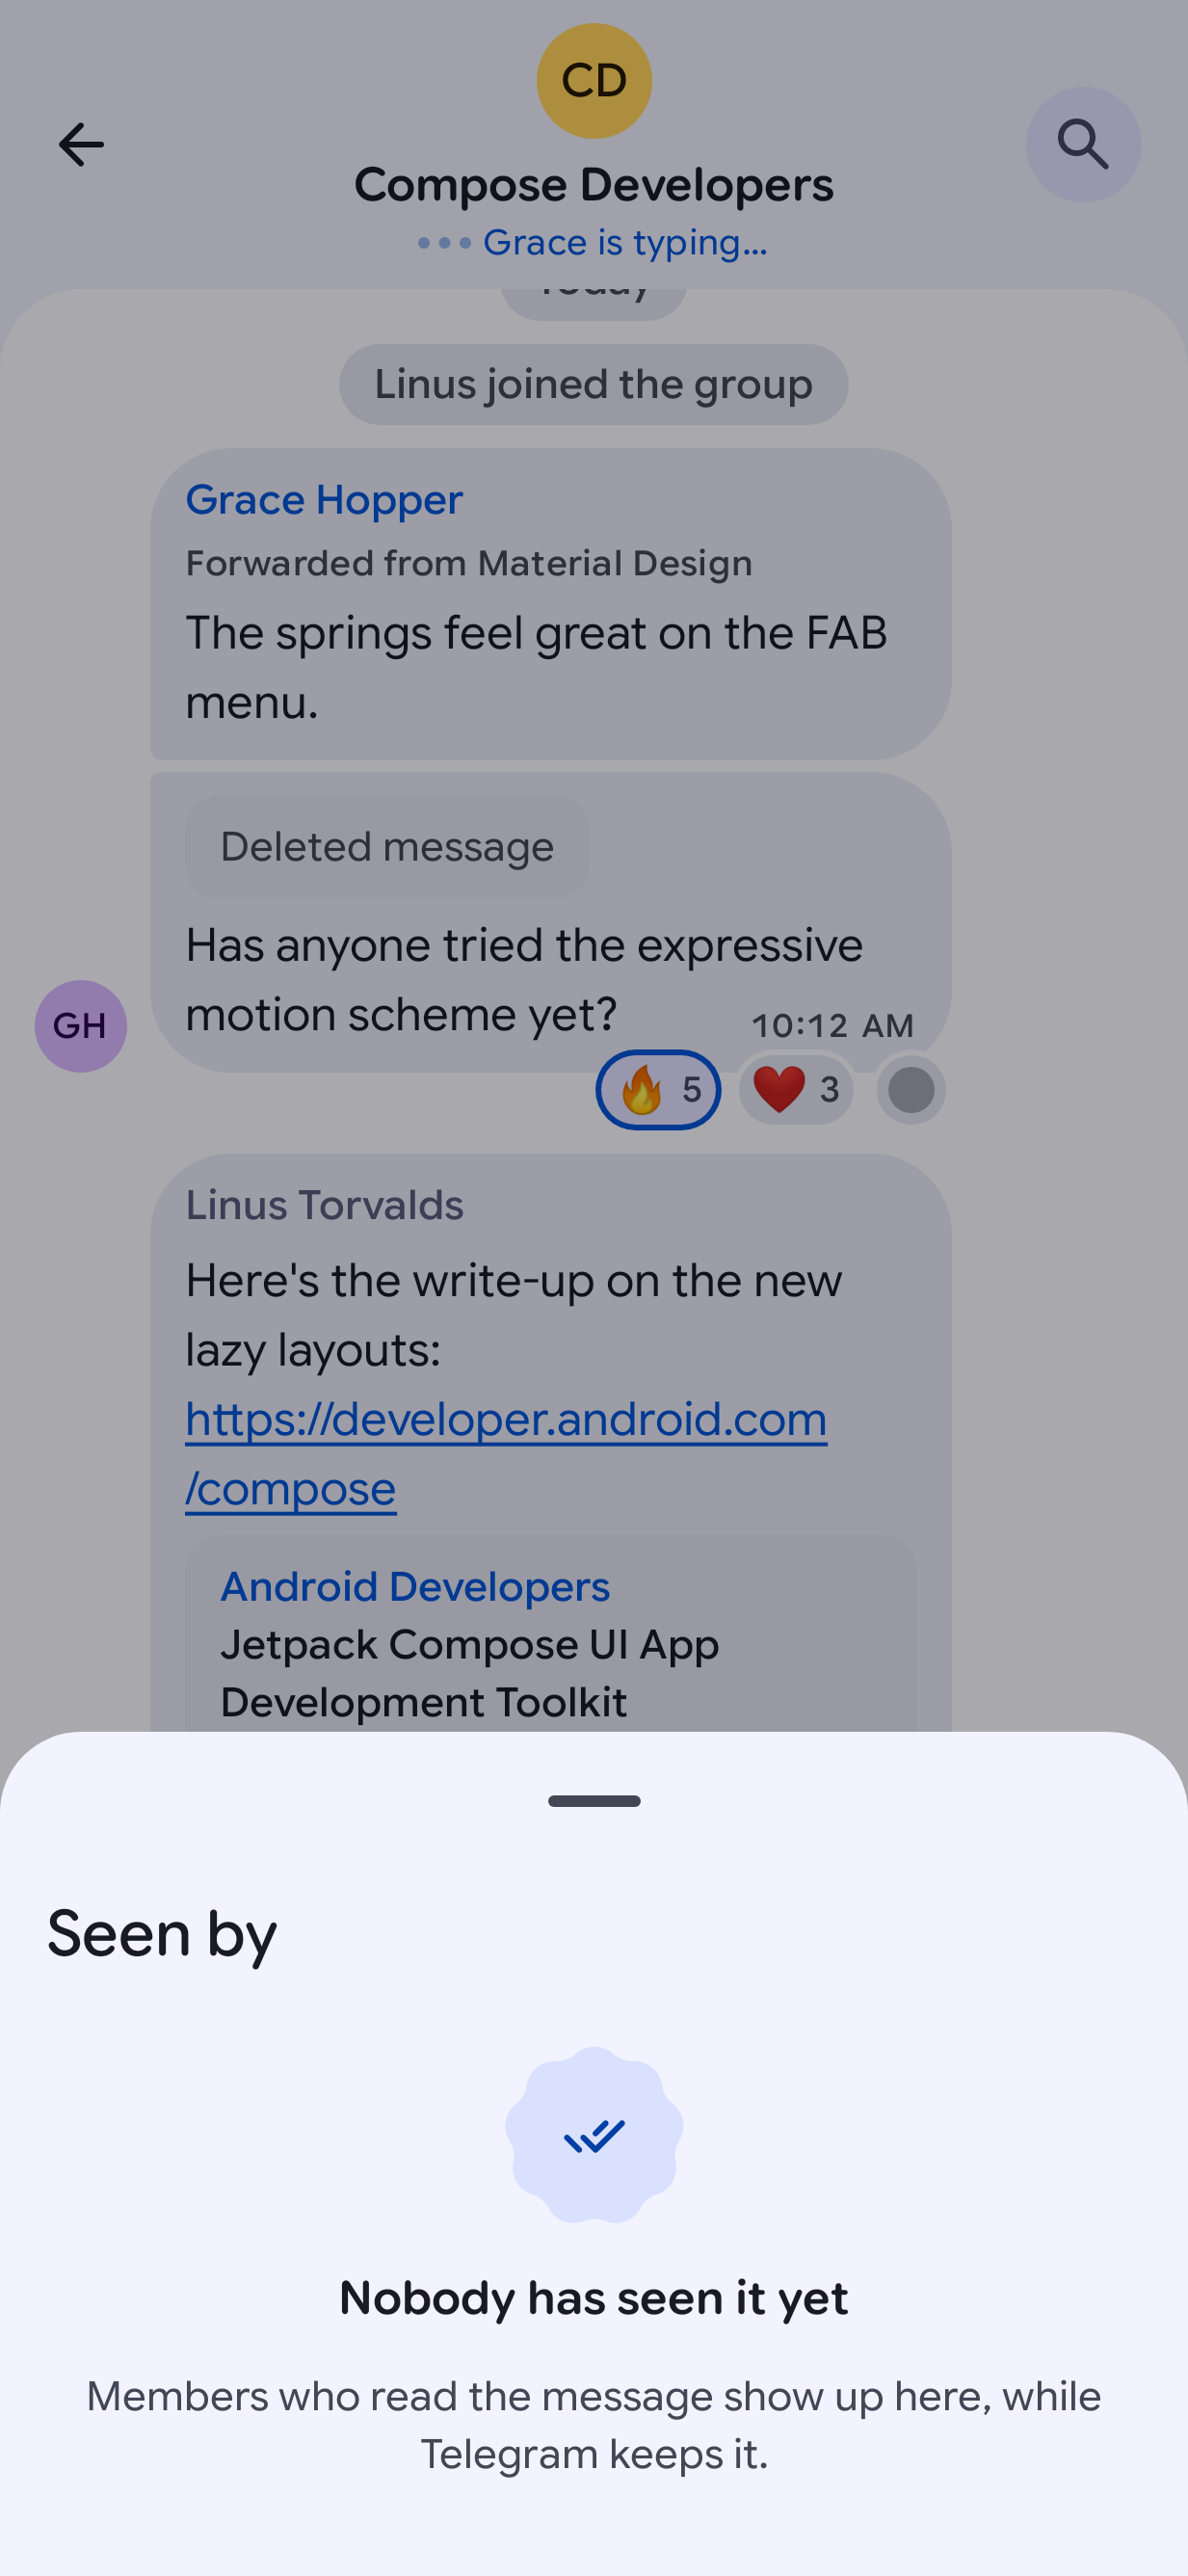 CD
Compose Developers
Grace is typing...
Today
Linus joined the group
Grace Hopper
Forwarded from Material Design
The springs feel great on the FAB
menu.
Deleted message
Has anyone tried the expressive
motion scheme yet?
10:12 AM
GH
5
3
Linus Torvalds
Here's the write-up on the new
lazy layouts:
https://developer.android.com
/compose
Android Developers
Jetpack Compose UI App
Development Toolkit
Seen by
Nobody has seen it yet
Members who read the message show up here, while
Telegram keeps it.